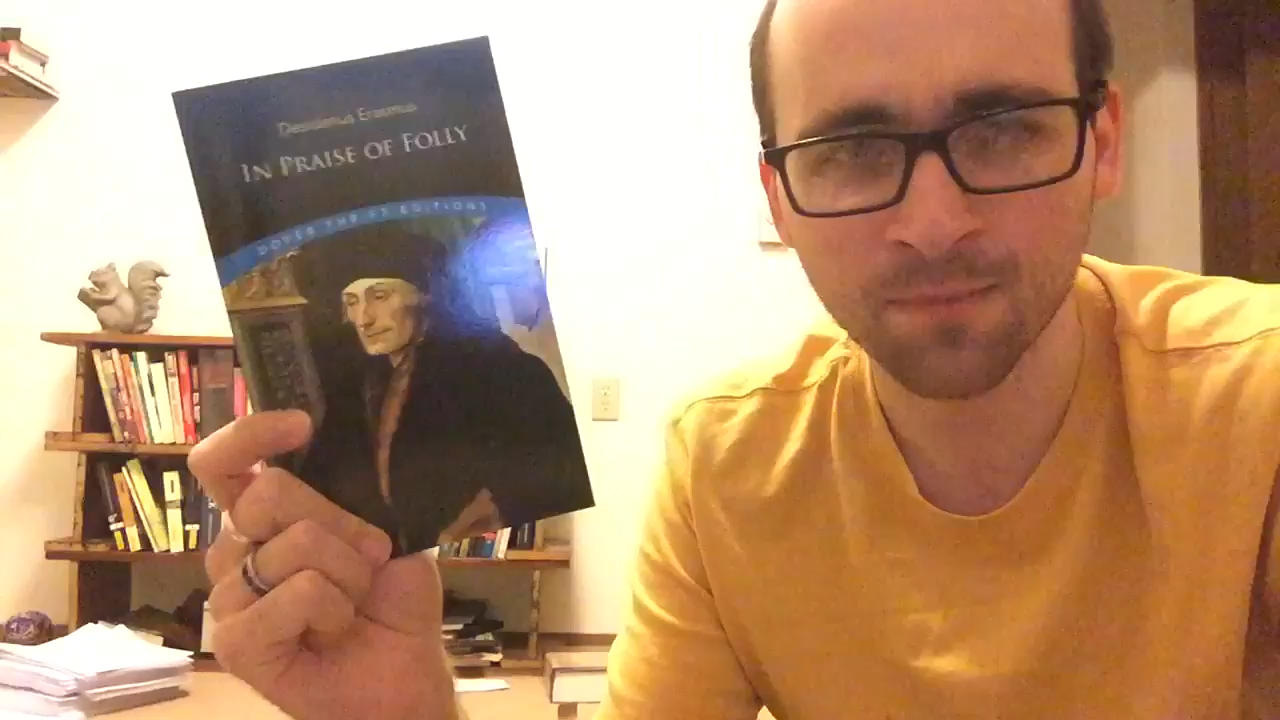 Desiderius Erasmus
IN PRAISE OF FOLLY
DOVER THRIFT EDITIONS